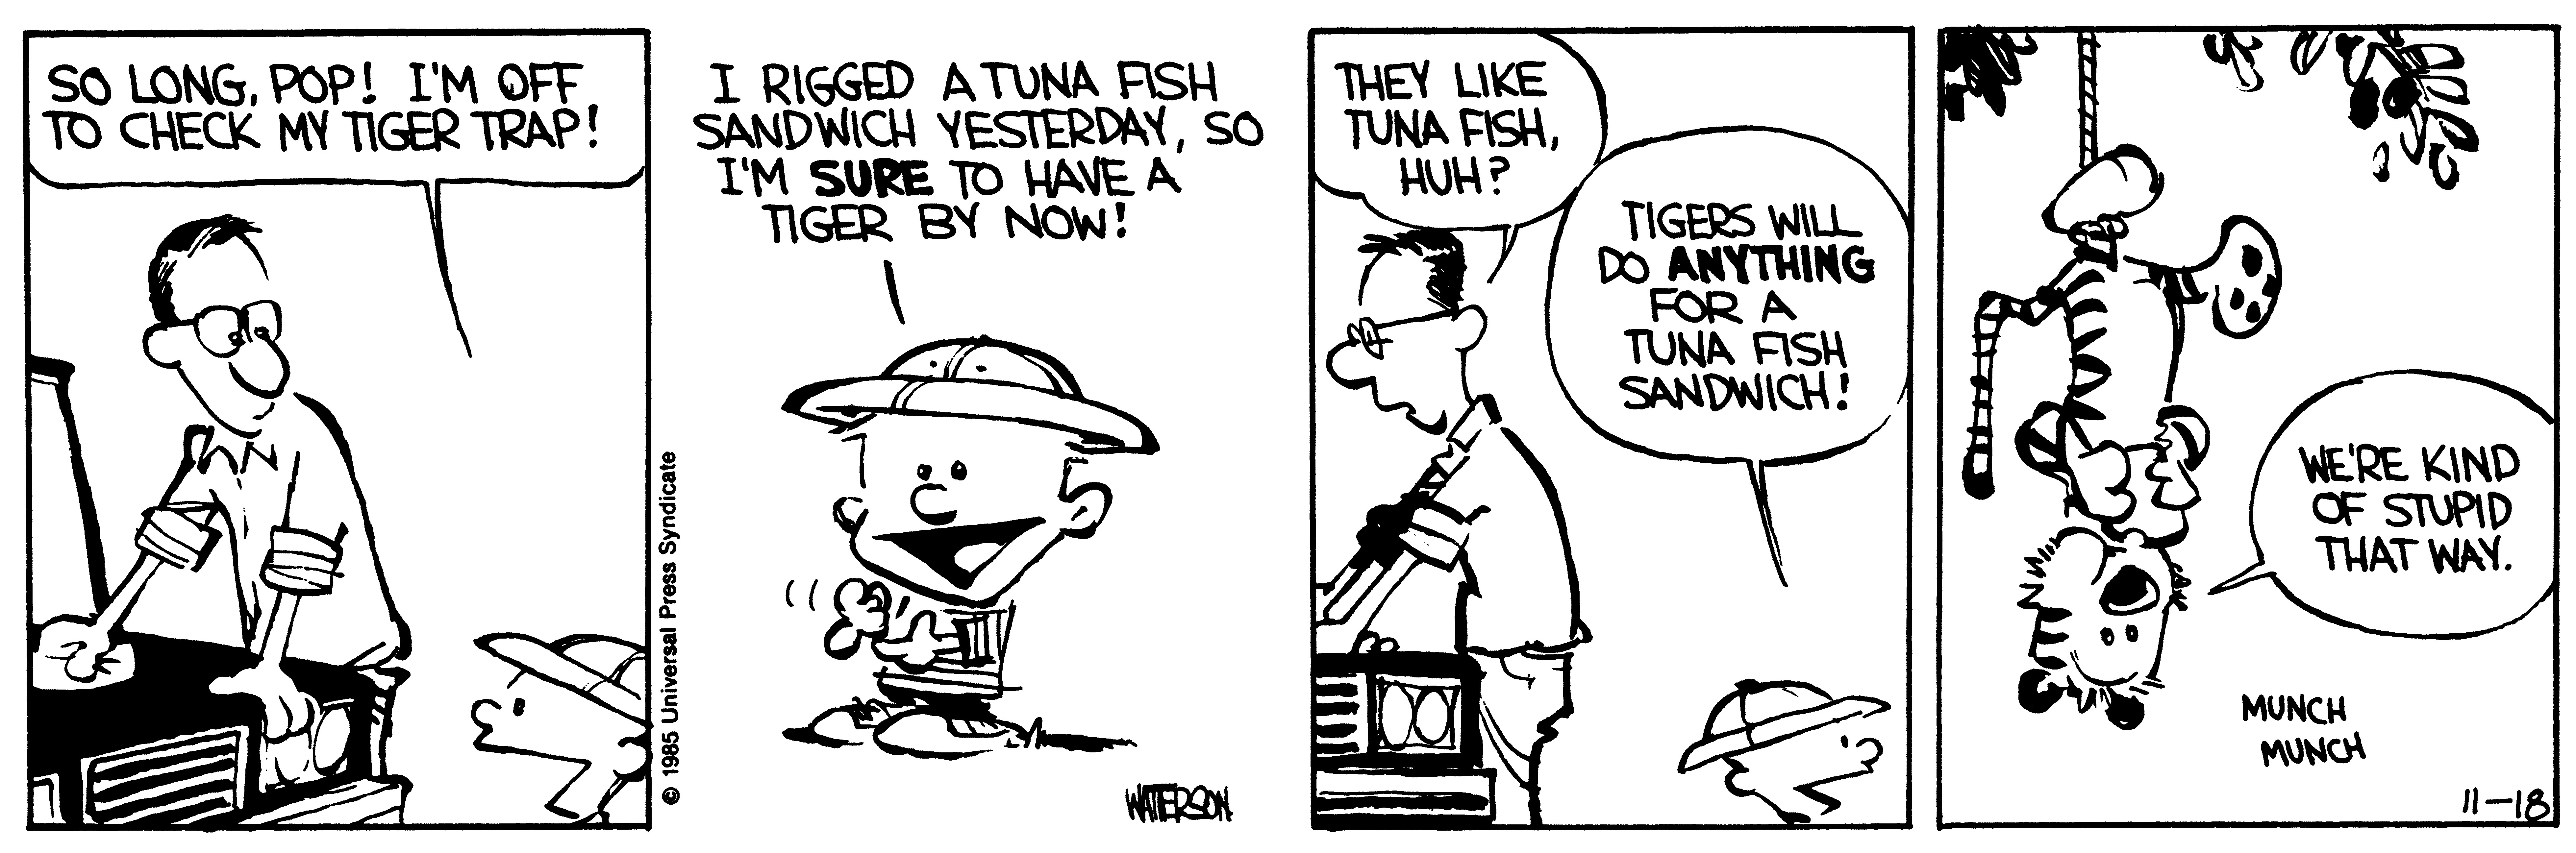 SO LONG, POP! I'M OFF
TO CHECK MY TIGER TRAP!
I RIGGED A TUNA FISH
SANDWICH YESTERDAY, SO
I'M SURE TO HAVE A
TIGER BY NOW!
© 1985 Universal Press Syndicate
WATTERSON
THEY LIKE
TUNA FISH,
HUH?
TIGERS WILL
DO ANYTHING
FOR A
TUNA FISH
SANDWICH!
WE'RE KIND
OF STUPID
THAT WAY.
MUNCH
MUNCH
11-18